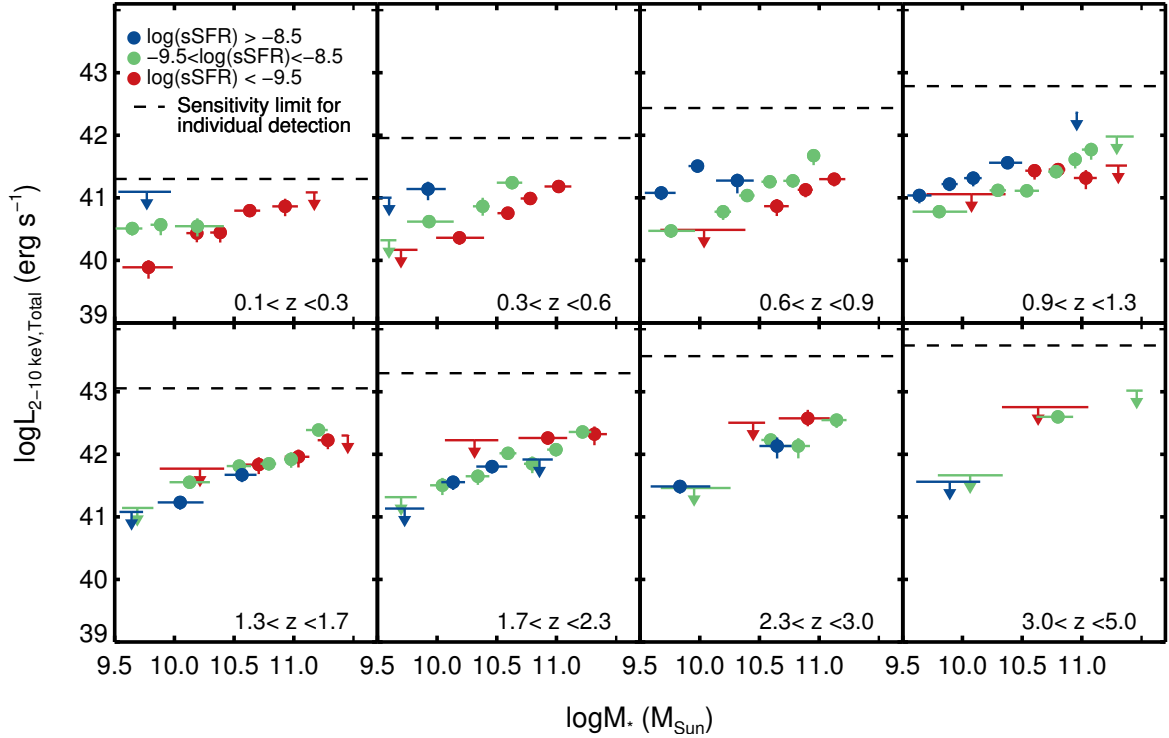 43
42
41
40
39
log(sSFR) > -8.5
-9.5<log(sSFR)<-8.5
log(sSFR) < -9.5
Sensitivity limit for
individual detection
0.1< z <0.3
0.3< z <0.6
0.6< z <0.9
0.9< z <1.3
43
42
41
40
39
1.3< z <1.7
1.7< z <2.3
2.3< z <3.0
3.0< z <5.0
9.5 10.0 10.5 11.0 9.5 10.0 10.5 11.0 9.5 10.0 10.5 11.0 9.5 10.0 10.5 11.0
logL2−10 keV,Total (erg s−1)
logM* (MSun)